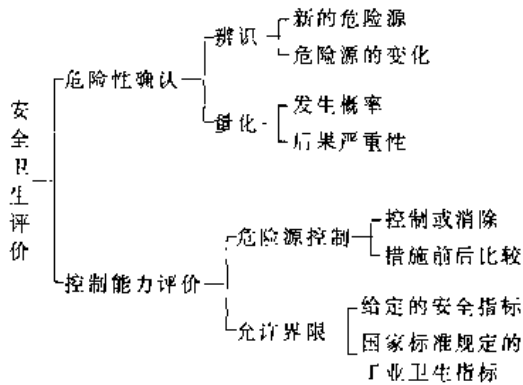 安全卫生评价
危险性确认
辨识
新的危险源
危险源的变化
量化
发生概率
后果严重性
控制能力评价
危险源控制
控制或消除
措施前后比较
允许界限
给定的安全指标
国家标准规定的
工业卫生指标